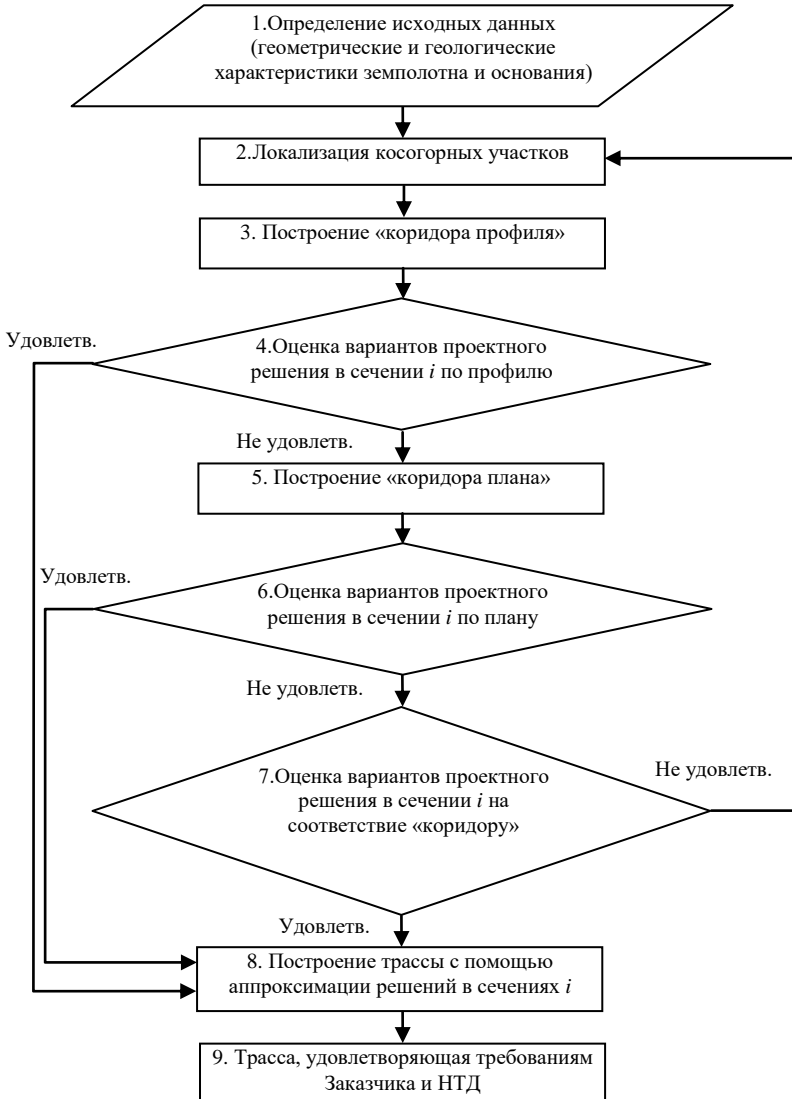 1.Определение исходных данных
(геометрические и геологические
характеристики земполотна и основания)
2.Локализация косогорных участков
3. Построение «коридора профиля»
Удовлетв.
4.Оценка вариантов проектного
решения в сечении i по профилю
Не удовлетв.
5. Построение «коридора плана»
Удовлетв.
6.Оценка вариантов проектного
решения в сечении i по плану
Не удовлетв.
7.Оценка вариантов проектного
решения в сечении i на
соответствие «коридору»
Не удовлетв.
Удовлетв.
8. Построение трассы с помощью
аппроксимации решений в сечениях i
9. Трасса, удовлетворяющая требованиям
Заказчика и НТД